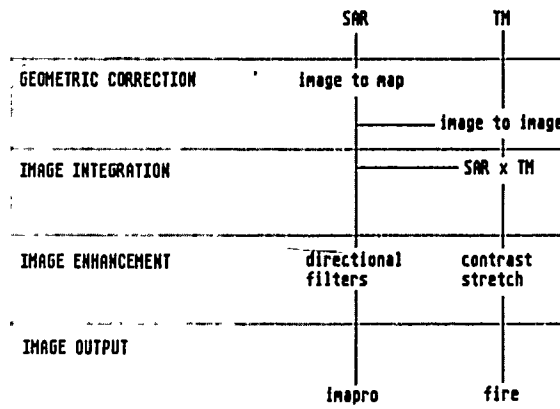 SAR TM
GEOMETRIC CORRECTION image to map
image to image
IMAGE INTEGRATION SAR x TM
IMAGE ENHANCEMENT directional contrast
filters stretch
IMAGE OUTPUT
imapro fire